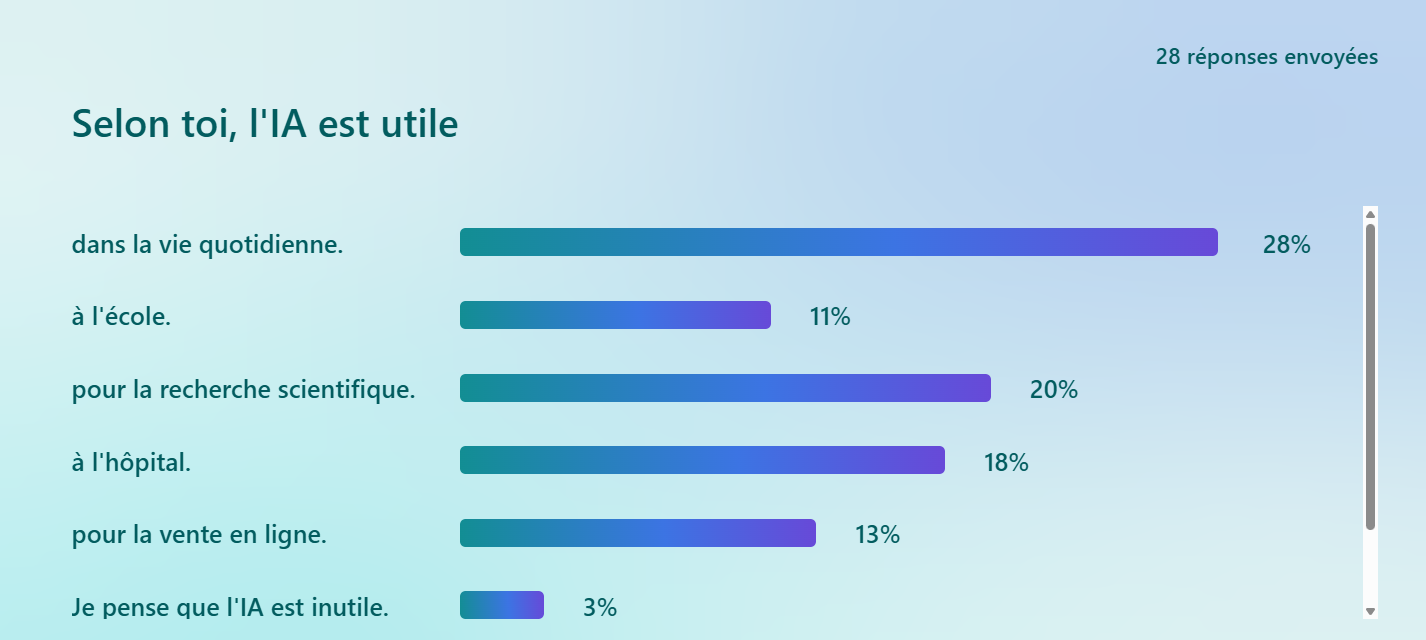 28 réponses envoyées
Selon toi, l'IA est utile
dans la vie quotidienne. 28%
à l'école. 11%
pour la recherche scientifique. 20%
à l'hôpital. 18%
pour la vente en ligne. 13%
Je pense que l'IA est inutile. 3%